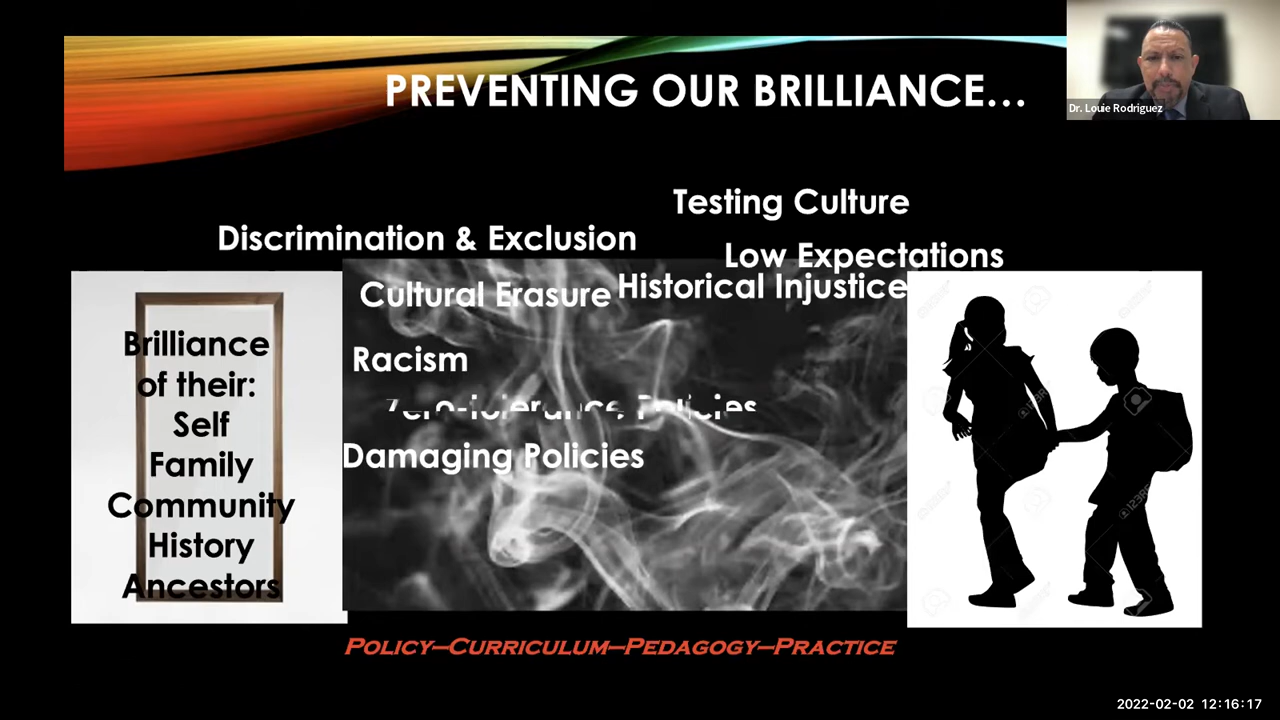 PREVENTING OUR BRILLIANCE...
Dr. Louie Rodriguez
Testing Culture
Discrimination & Exclusion
Low Expectations
Historical Injustice
Cultural Erasure
Racism
Zero-Tolerance Policies
Damaging Policies
Brilliance
of their:
Self
Family
Community
History
Ancestors
POLICY—CURRICULUM—PEDAGOGY—PRACTICE
2022-02-02 12:16:17